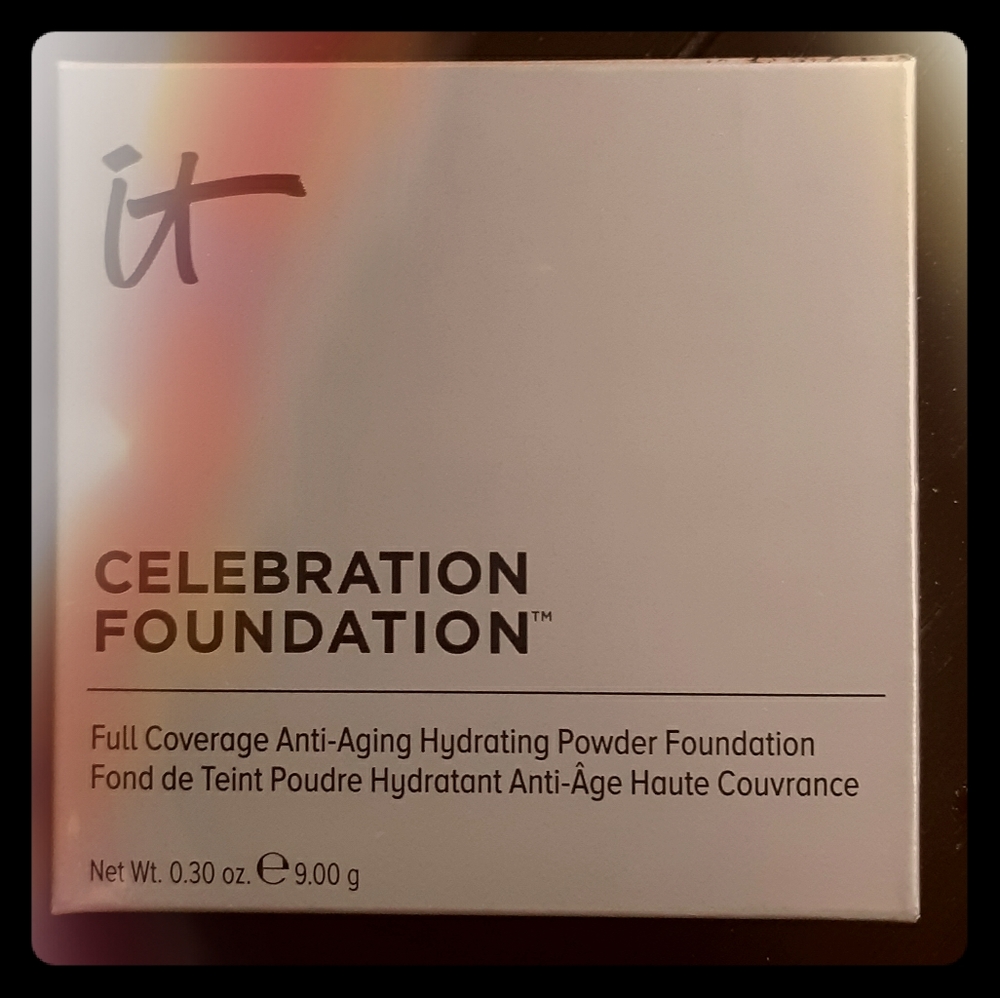 it
CELEBRATION
FOUNDATION™
Full Coverage Anti-Aging Hydrating Powder Foundation
Fond de Teint Poudre Hydratant Anti-Âge Haute Couvrance
Net Wt. 0.30 oz. ℮ 9.00 g